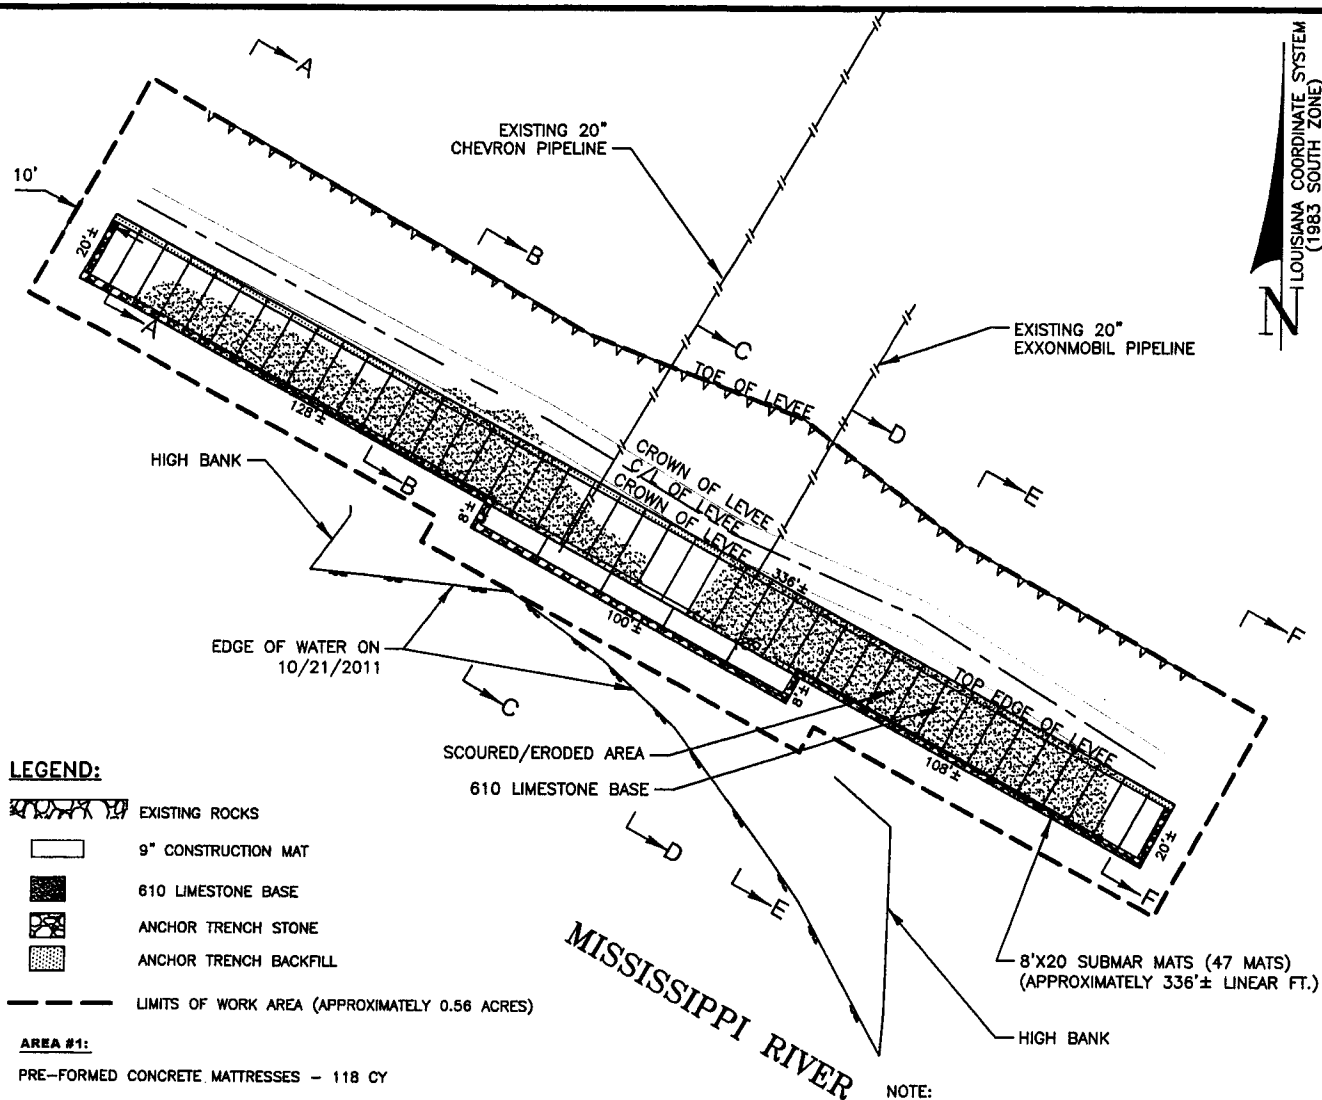 A
LOUISIANA COORDINATE SYSTEM
(1983 SOUTH ZONE)
N
EXISTING 20"
CHEVRON PIPELINE
10'
20'±
B
A
C
EXISTING 20"
EXXONMOBIL PIPELINE
TOE OF LEVEE
D
128'±
CROWN OF LEVEE
C/L OF LEVEE
CROWN OF LEVEE
HIGH BANK
B
E
8'±
336'±
100'±
F
EDGE OF WATER ON
10/21/2011
C
8'±
TOP EDGE OF LEVEE
SCOURED/ERODED AREA
610 LIMESTONE BASE
108'±
20'±
D
E
F
LEGEND:
EXISTING ROCKS
9" CONSTRUCTION MAT
610 LIMESTONE BASE
ANCHOR TRENCH STONE
ANCHOR TRENCH BACKFILL
LIMITS OF WORK AREA (APPROXIMATELY 0.56 ACRES)
MISSISSIPPI RIVER
8'X20 SUBMAR MATS (47 MATS)
(APPROXIMATELY 336'± LINEAR FT.)
HIGH BANK
AREA #1:
PRE-FORMED CONCRETE MATTRESSES - 118 CY
NOTE: